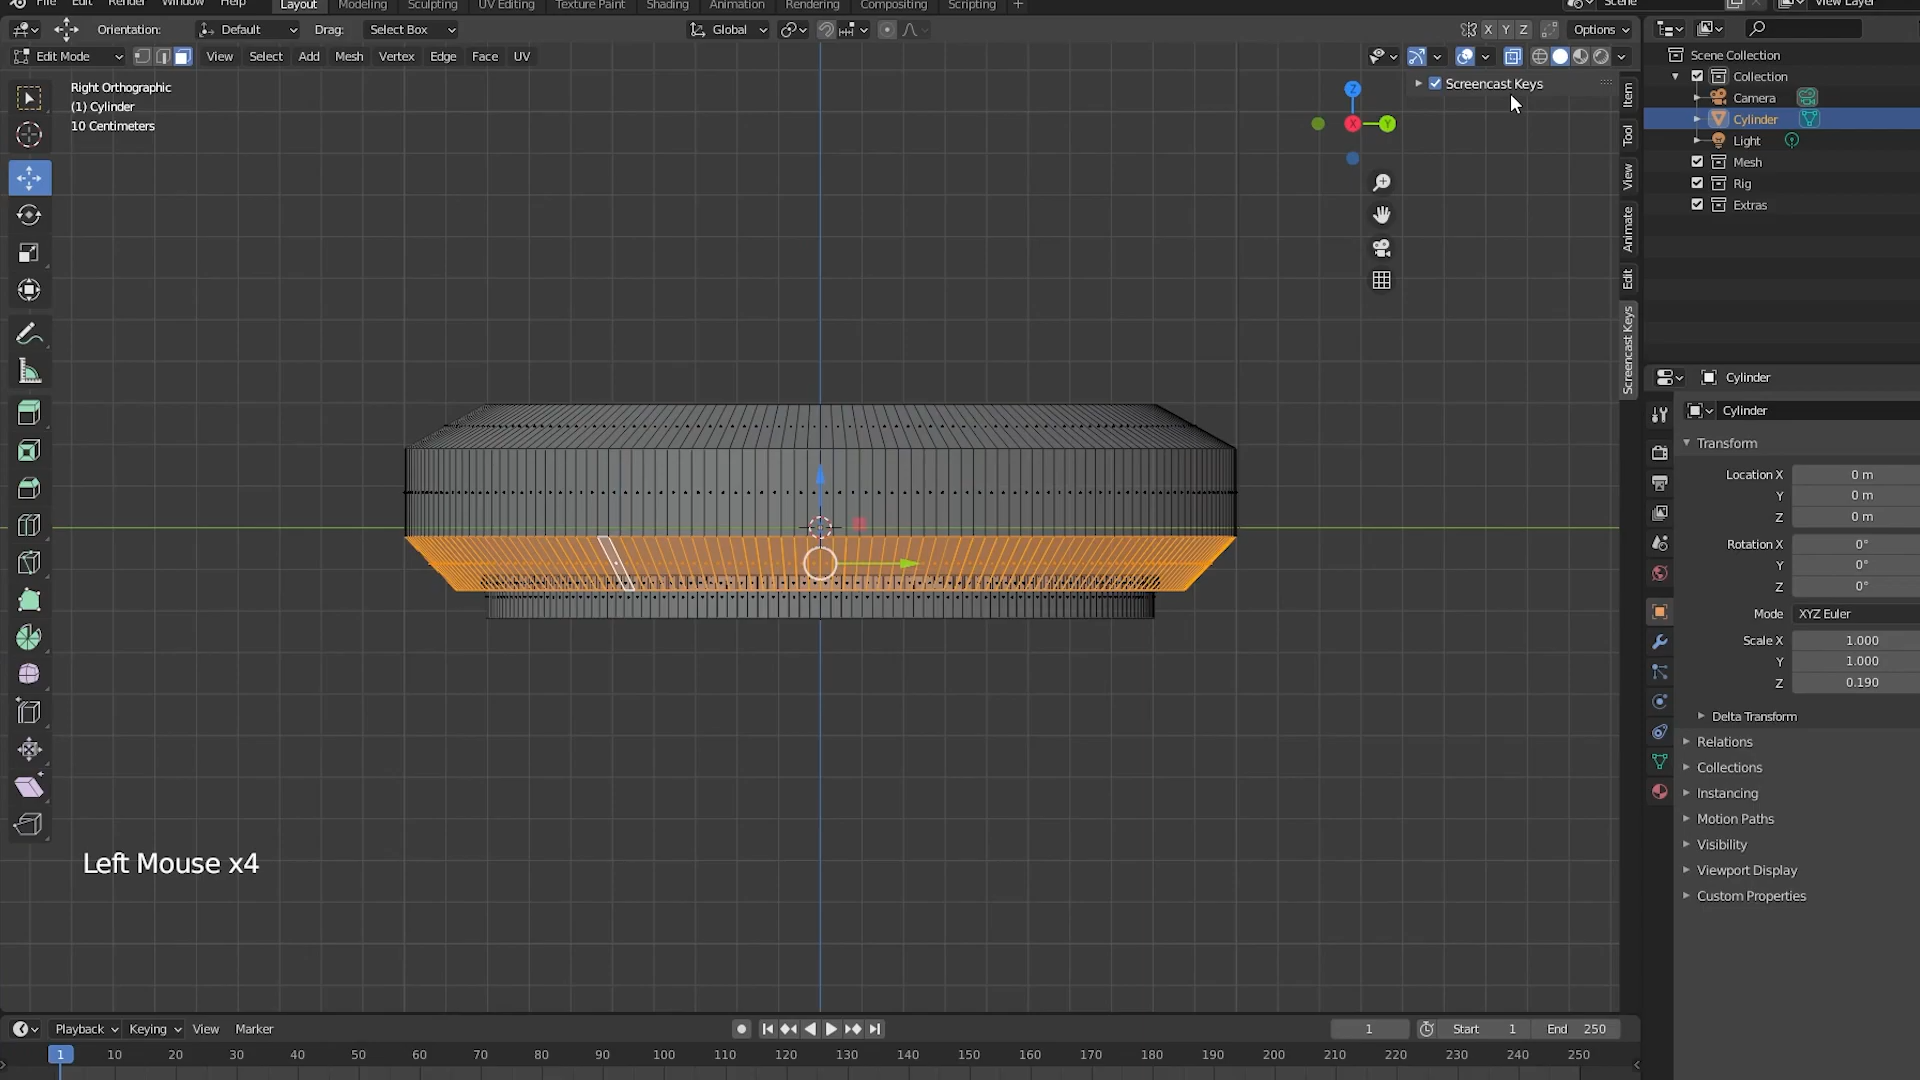 File Edit Render Window Help Layout Modeling Sculpting UV Editing Texture Paint Shading Animation Rendering Compositing Scripting + Scene View Layer
Orientation: Default Drag: Select Box Global X Y Z Options
Edit Mode View Select Add Mesh Vertex Edge Face UV
Right Orthographic
(1) Cylinder
10 Centimeters
Z
X
Y
Screencast Keys
Item
Tool
View
Animate
Edit
Screencast Keys
Scene Collection
Collection
Camera
Cylinder
Light
Mesh
Rig
Extras
Cylinder
Cylinder
Transform
Location X 0 m
Y 0 m
Z 0 m
Rotation X 0°
Y 0°
Z 0°
Mode XYZ Euler
Scale X 1.000
Y 1.000
Z 0.190
Delta Transform
Relations
Collections
Instancing
Motion Paths
Visibility
Viewport Display
Custom Properties
Left Mouse x4
Playback Keying View Marker 1 Start 1 End 250
1 10 20 30 40 50 60 70 80 90 100 110 120 130 140 150 160 170 180 190 200 210 220 230 240 250